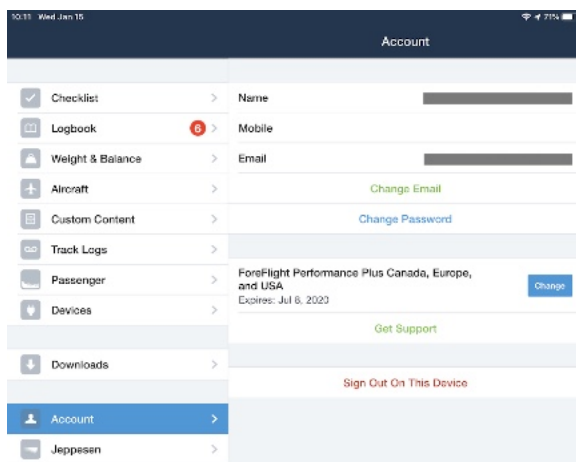 10:11 Wed Jan 15
71%
Account
Checklist
Logbook
6
Weight & Balance
Aircraft
Custom Content
Track Logs
Passenger
Devices
Downloads
Account
Jeppesen
Name
Mobile
Email
Change Email
Change Password
ForeFlight Performance Plus Canada, Europe,
and USA
Expires: Jul 6, 2020
Change
Get Support
Sign Out On This Device